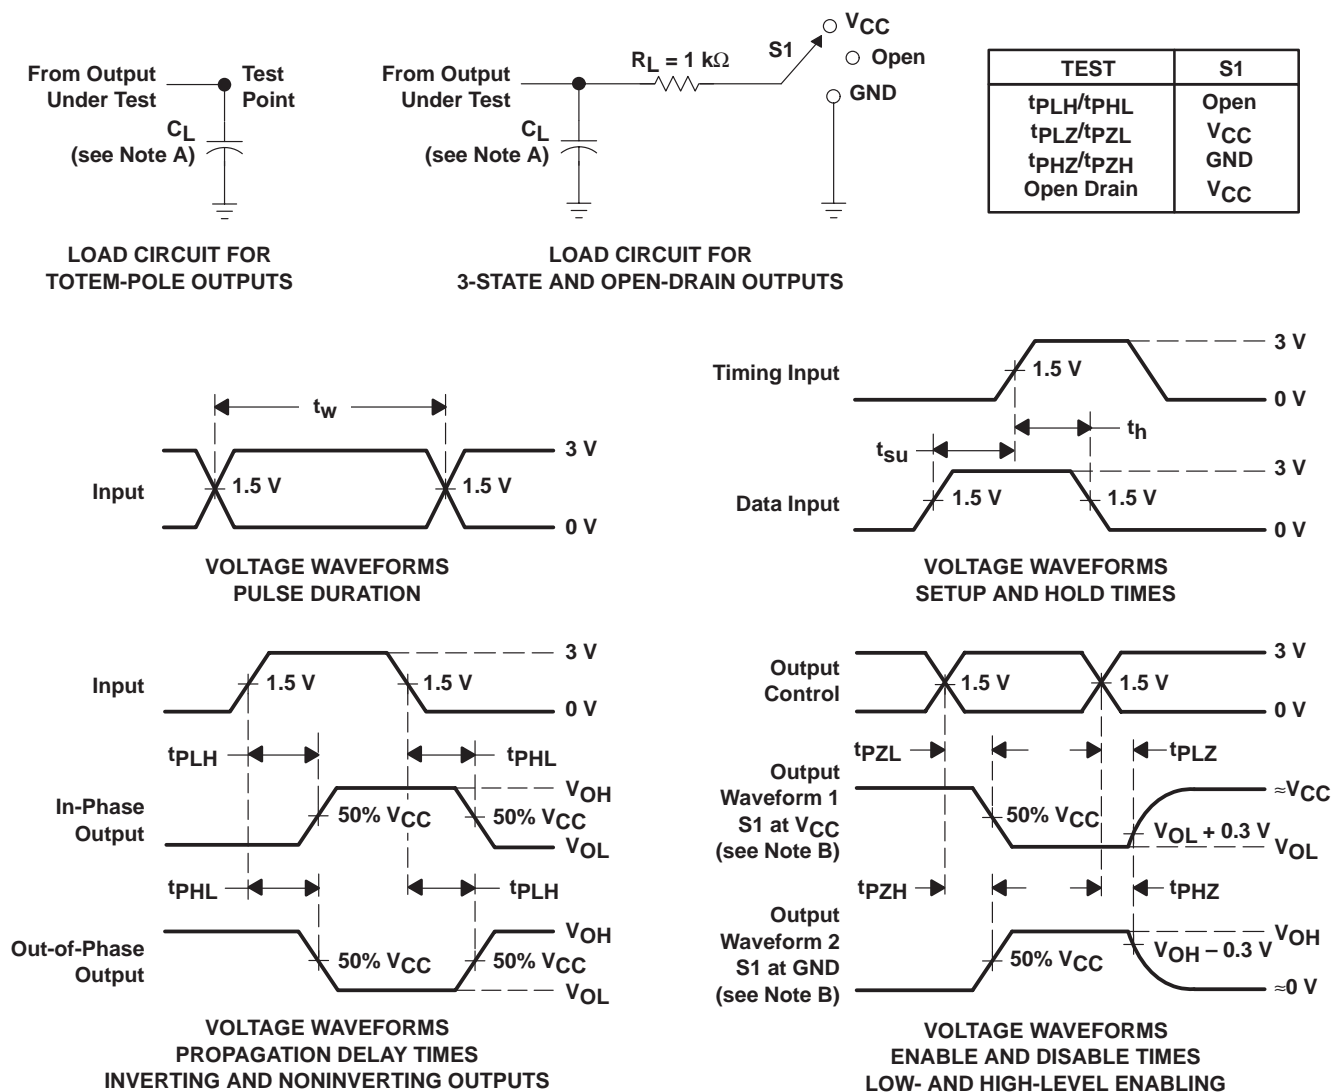 From Output
Under Test
Test
Point
CL
(see Note A)
LOAD CIRCUIT FOR
TOTEM-POLE OUTPUTS
From Output
Under Test
RL = 1 kΩ
S1
VCC
Open
GND
CL
(see Note A)
LOAD CIRCUIT FOR
3-STATE AND OPEN-DRAIN OUTPUTS
TEST S1
tPLH/tPHL Open
tPLZ/tPZL VCC
tPHZ/tPZH GND
Open Drain VCC
tw
Input
1.5 V
1.5 V
3 V
0 V
VOLTAGE WAVEFORMS
PULSE DURATION
Timing Input
1.5 V
3 V
0 V
th
tsu
Data Input
1.5 V
1.5 V
3 V
0 V
VOLTAGE WAVEFORMS
SETUP AND HOLD TIMES
Input
1.5 V
1.5 V
3 V
0 V
tPLH
tPHL
In-Phase
Output
50% VCC
50% VCC
VOH
VOL
tPHL
tPLH
Out-of-Phase
Output
50% VCC
50% VCC
VOH
VOL
VOLTAGE WAVEFORMS
PROPAGATION DELAY TIMES
INVERTING AND NONINVERTING OUTPUTS
Output
Control
1.5 V
1.5 V
3 V
0 V
tPZL
tPLZ
Output
Waveform 1
S1 at VCC
(see Note B)
50% VCC
VOL + 0.3 V
≈VCC
VOL
tPZH
tPHZ
Output
Waveform 2
S1 at GND
(see Note B)
50% VCC
VOH − 0.3 V
VOH
≈0 V
VOLTAGE WAVEFORMS
ENABLE AND DISABLE TIMES
LOW- AND HIGH-LEVEL ENABLING